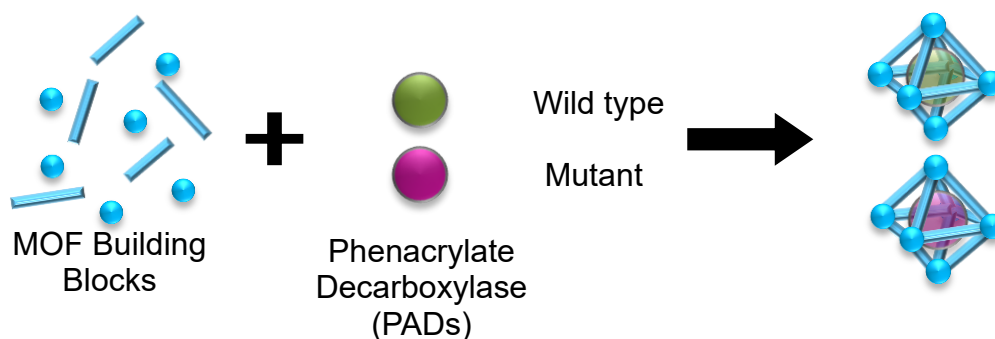 MOF Building
Blocks
Phenacrylate
Decarboxylase
(PADs)
Wild type
Mutant